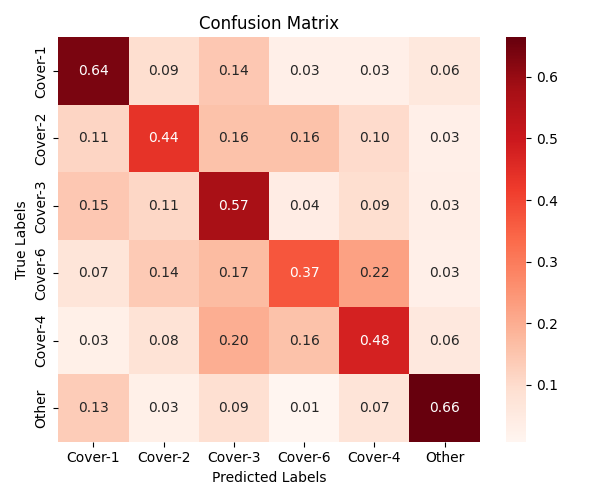 Confusion Matrix
True Labels
Cover-1 0.64 0.09 0.14 0.03 0.03 0.06
Cover-2 0.11 0.44 0.16 0.16 0.10 0.03
Cover-3 0.15 0.11 0.57 0.04 0.09 0.03
Cover-6 0.07 0.14 0.17 0.37 0.22 0.03
Cover-4 0.03 0.08 0.20 0.16 0.48 0.06
Other 0.13 0.03 0.09 0.01 0.07 0.66
Cover-1 Cover-2 Cover-3 Cover-6 Cover-4 Other
Predicted Labels
0.6
0.5
0.4
0.3
0.2
0.1